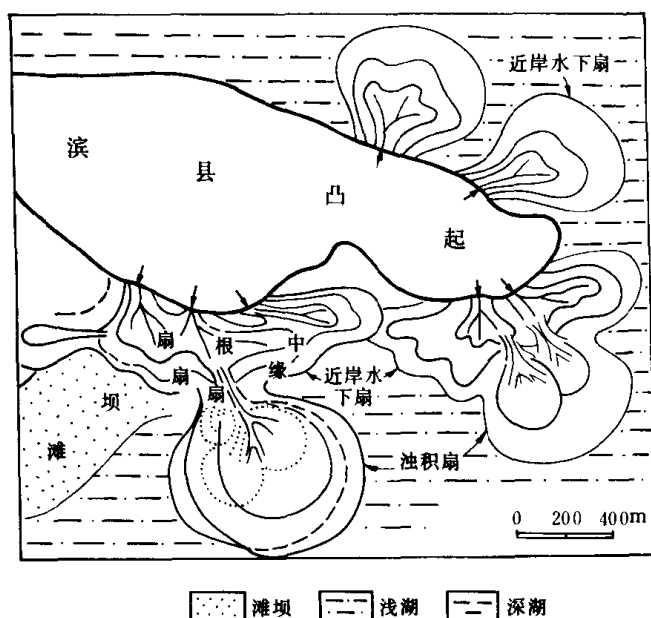 近岸水下扇
滨县凸起
扇根
中
扇
扇
缘
近岸水
下扇
坝
滩
浊积扇
0 200 400m
滩坝 浅湖 深湖